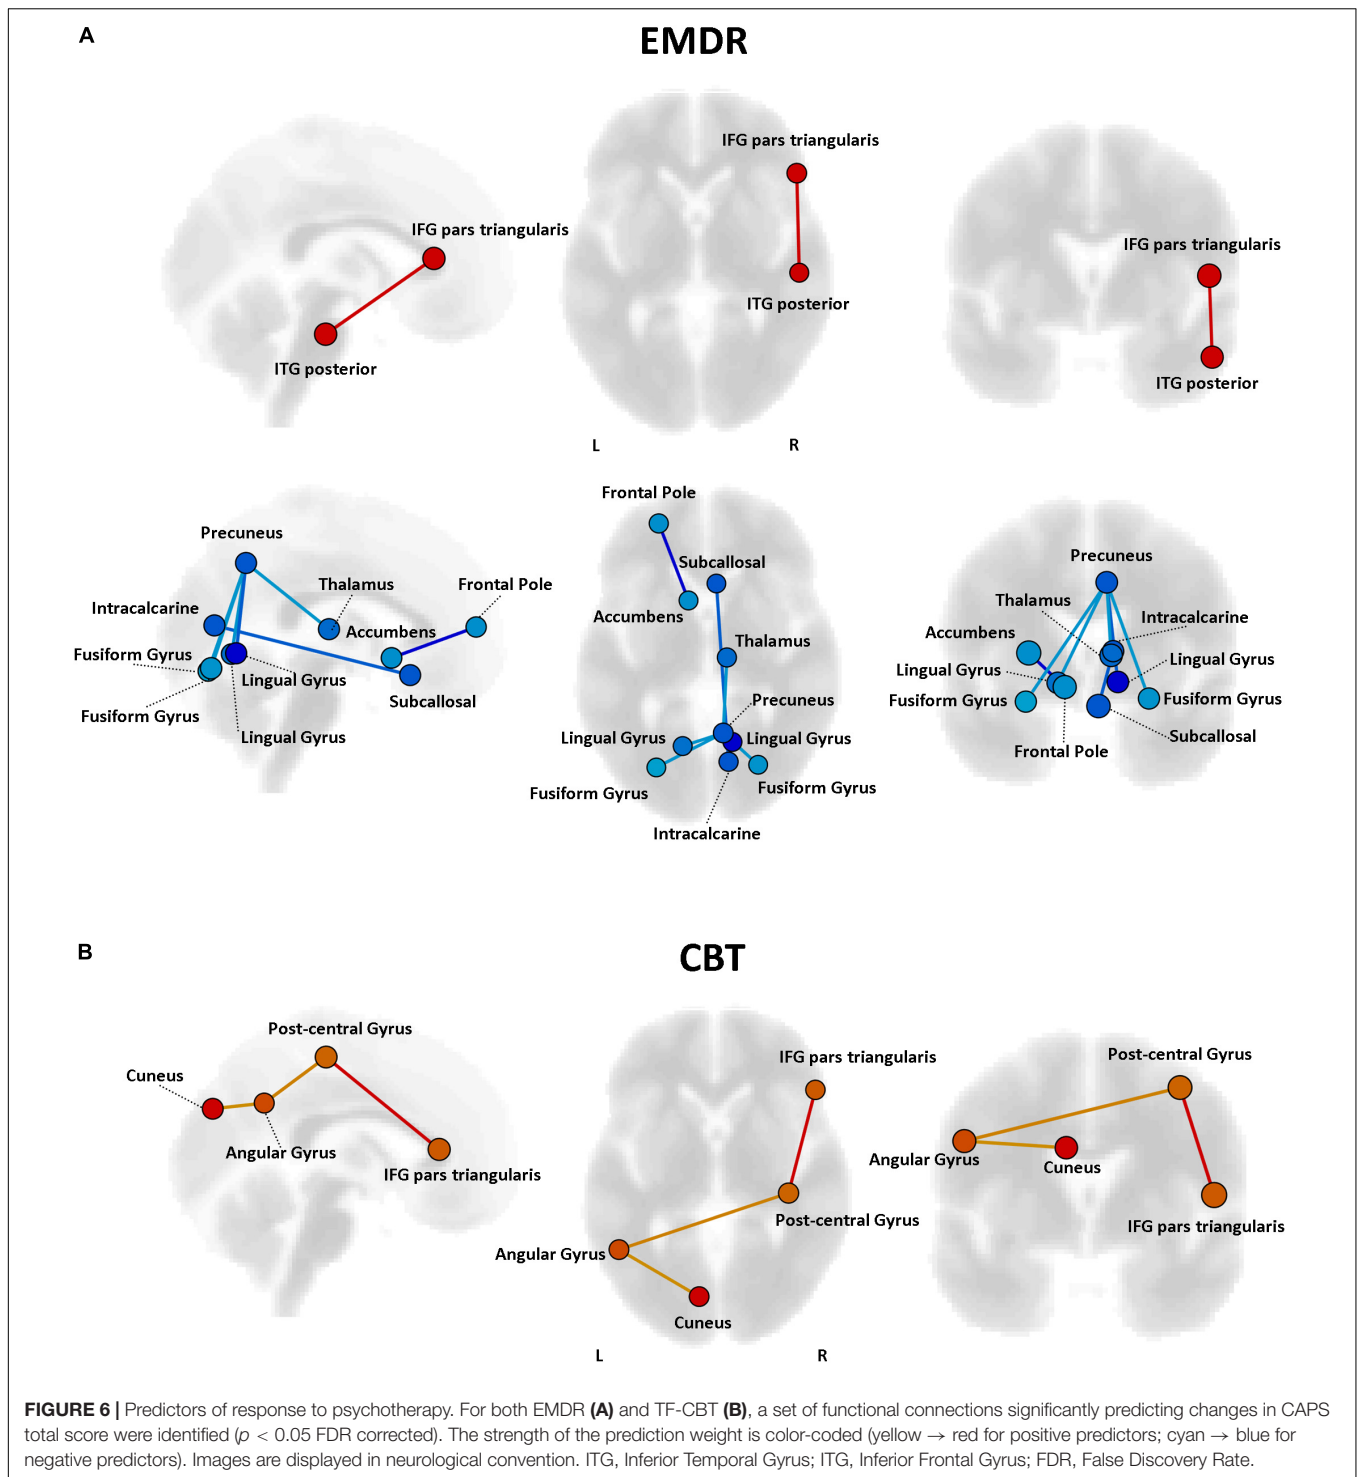 A
EMDR
IFG pars triangularis
ITG posterior
IFG pars triangularis
ITG posterior
IFG pars triangularis
ITG posterior
L
R
Precuneus
Thalamus
Frontal Pole
Intracalcarine
Accumbens
Fusiform Gyrus
Lingual Gyrus
Subcallosal
Fusiform Gyrus
Lingual Gyrus
Frontal Pole
Subcallosal
Accumbens
Thalamus
Precuneus
Lingual Gyrus
Lingual Gyrus
Fusiform Gyrus
Fusiform Gyrus
Intracalcarine
Precuneus
Thalamus
Intracalcarine
Accumbens
Lingual Gyrus
Lingual Gyrus
Fusiform Gyrus
Fusiform Gyrus
Subcallosal
Frontal Pole
B
CBT
Post-central Gyrus
Cuneus
Angular Gyrus
IFG pars triangularis
IFG pars triangularis
Post-central Gyrus
Angular Gyrus
Cuneus
Post-central Gyrus
Angular Gyrus
Cuneus
IFG pars triangularis
L
R
FIGURE 6 | Predictors of response to psychotherapy. For both EMDR (A) and TF-CBT (B), a set of functional connections significantly predicting changes in CAPS
total score were identified (p < 0.05 FDR corrected). The strength of the prediction weight is color-coded (yellow → red for positive predictors; cyan → blue for
negative predictors). Images are displayed in neurological convention. ITG, Inferior Temporal Gyrus; ITG, Inferior Frontal Gyrus; FDR, False Discovery Rate.